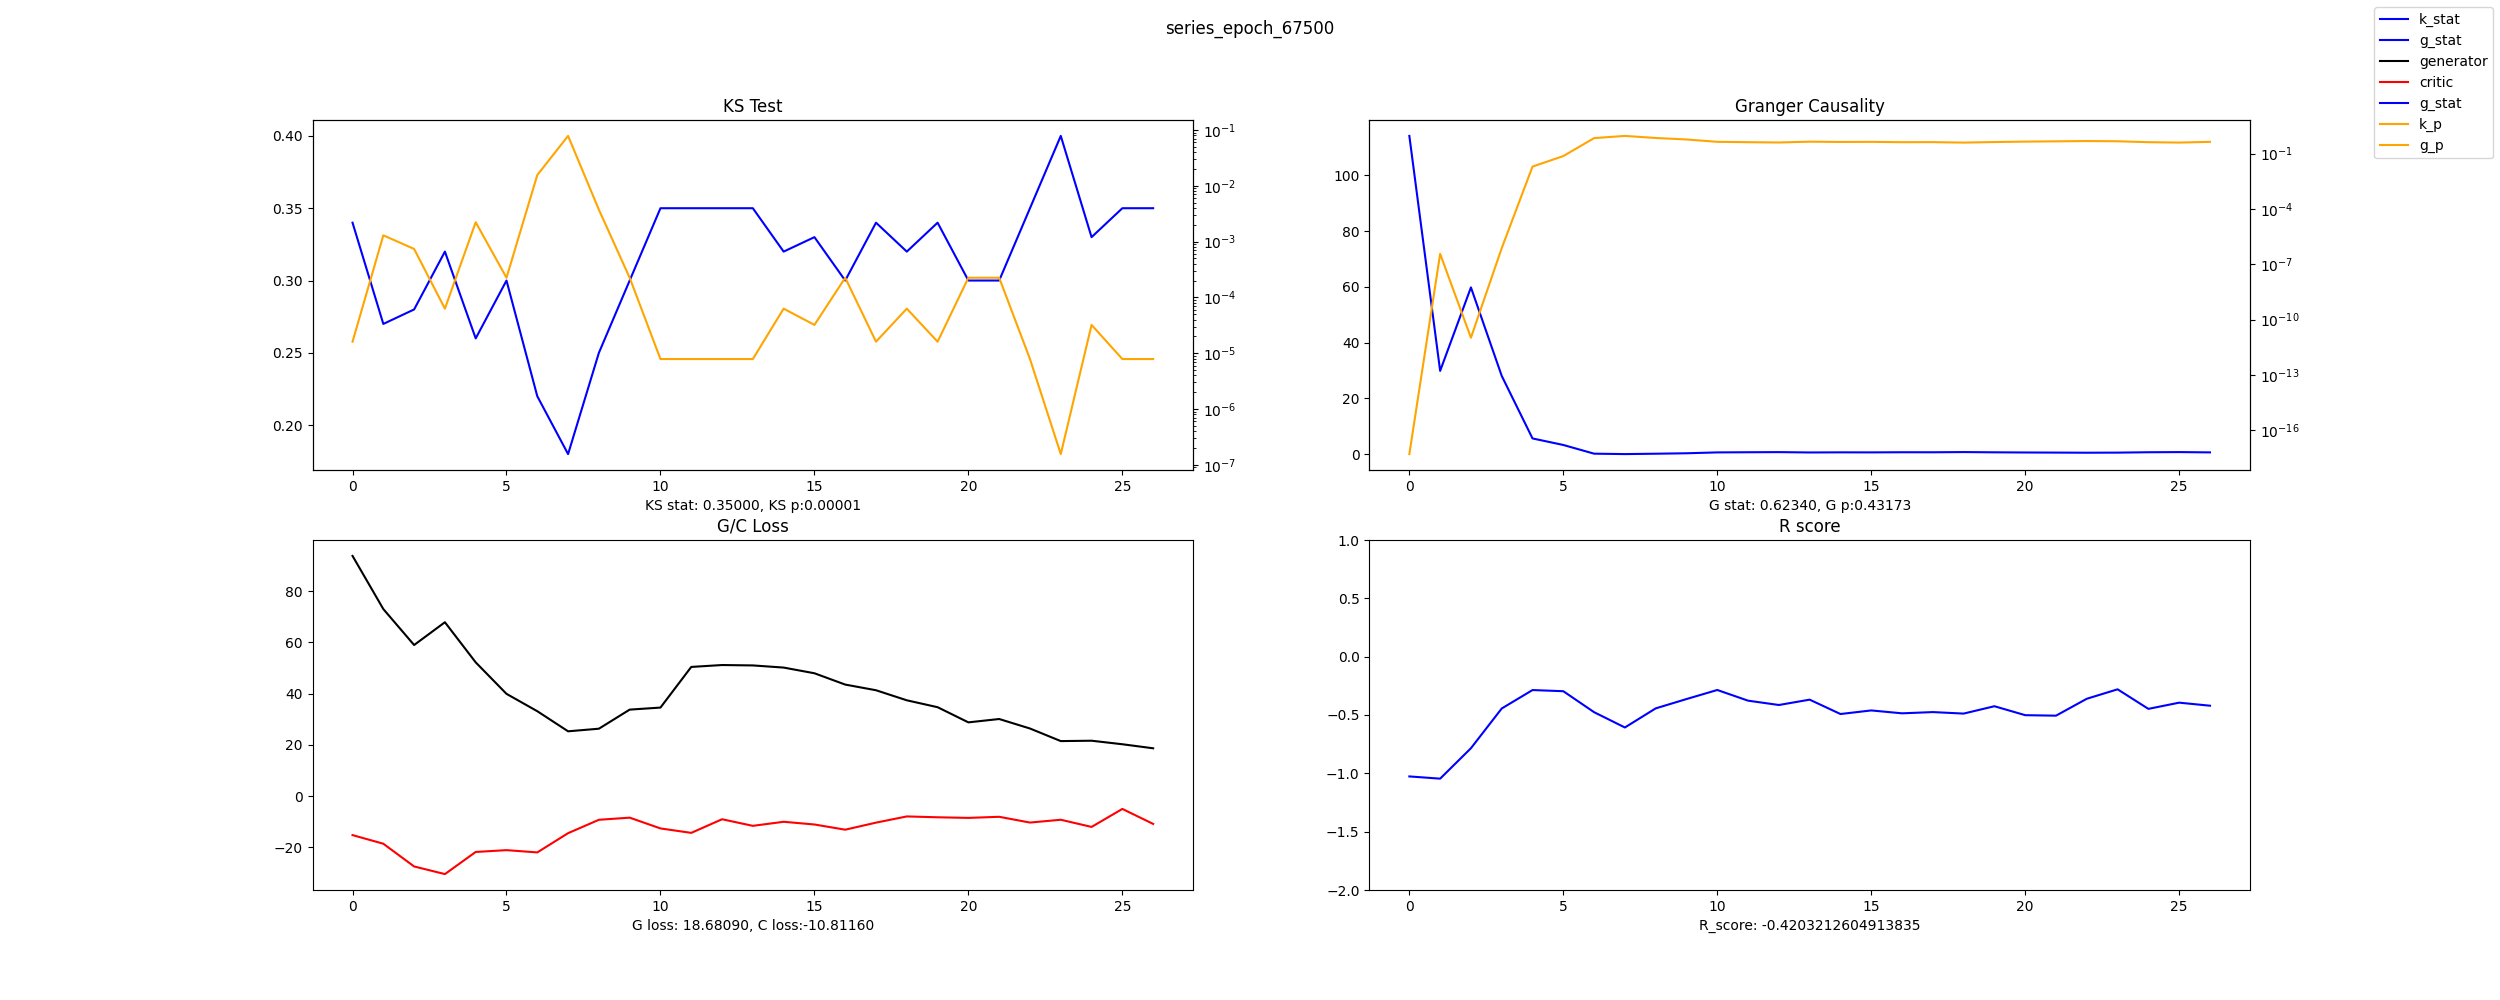 series_epoch_67500
k_stat
g_stat
generator
critic
g_stat
k_p
g_p
KS Test
0.40
0.35
0.30
0.25
0.20
10⁻¹
10⁻²
10⁻³
10⁻⁴
10⁻⁵
10⁻⁶
10⁻⁷
0 5 10 15 20 25
KS stat: 0.35000, KS p:0.00001
Granger Causality
100
80
60
40
20
0
10⁻¹
10⁻⁴
10⁻⁷
10⁻¹⁰
10⁻¹³
10⁻¹⁶
0 5 10 15 20 25
G stat: 0.62340, G p:0.43173
G/C Loss
80
60
40
20
0
−20
0 5 10 15 20 25
G loss: 18.68090, C loss:-10.81160
R score
1.0
0.5
0.0
−0.5
−1.0
−1.5
−2.0
0 5 10 15 20 25
R_score: -0.4203212604913835